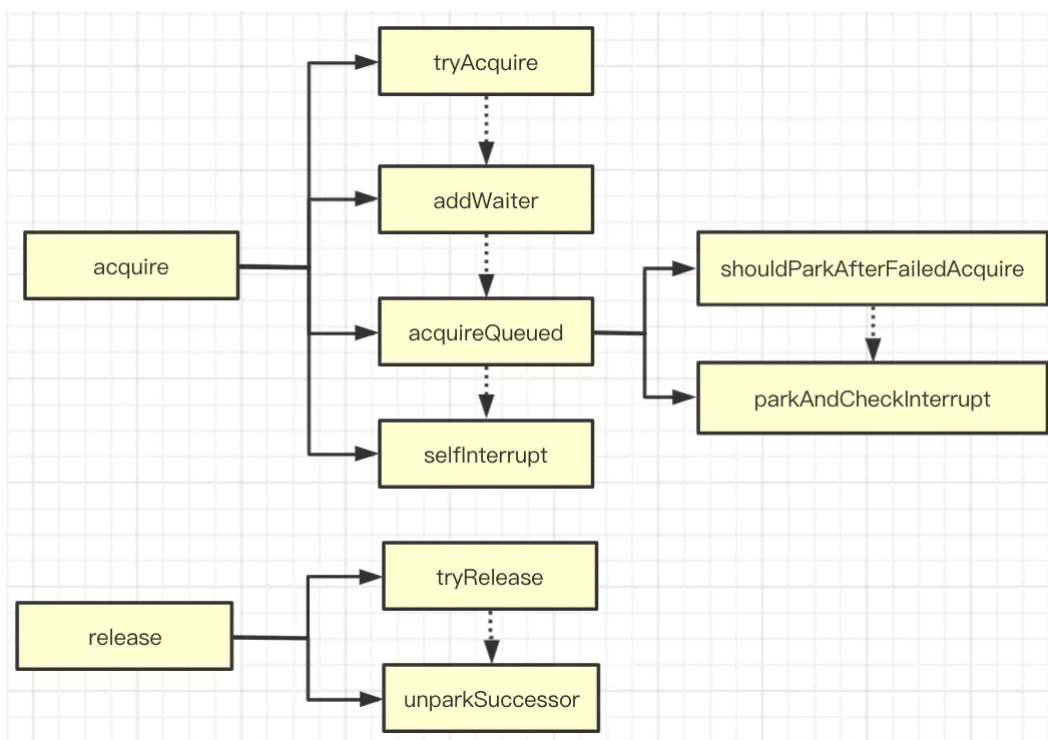 tryAcquire
addWaiter
acquire
shouldParkAfterFailedAcquire
acquireQueued
parkAndCheckInterrupt
selfInterrupt
tryRelease
release
unparkSuccessor